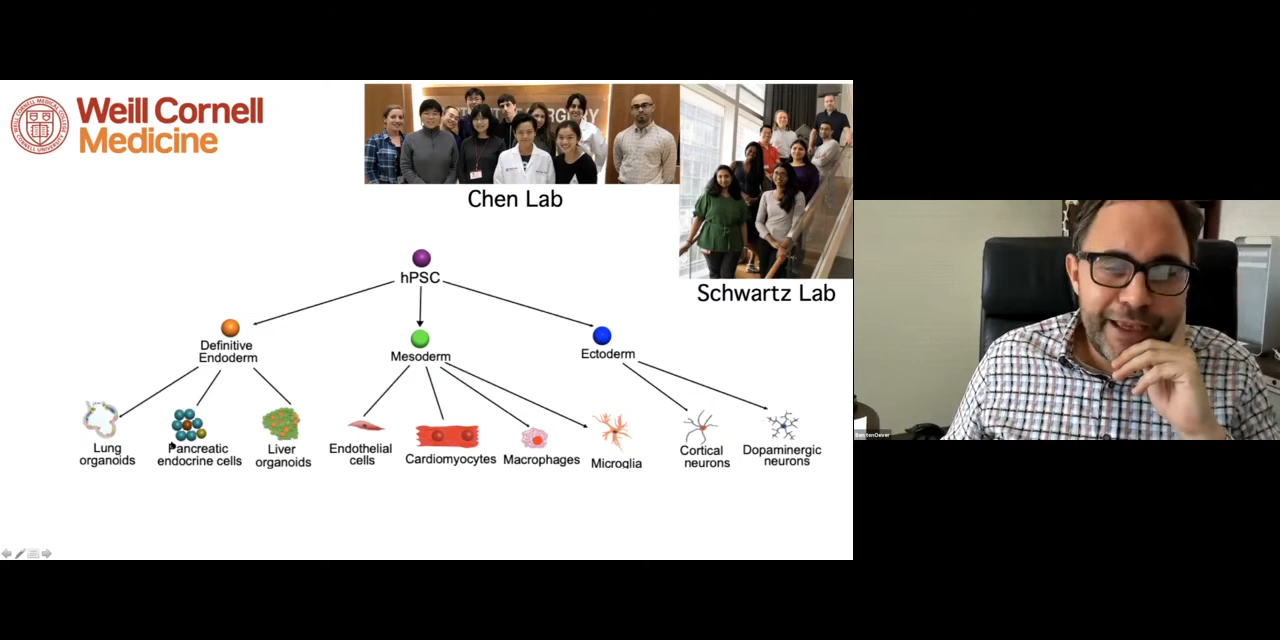 Weill Cornell
Medicine
Chen Lab
Schwartz Lab
hPSC
Definitive
Endoderm
Mesoderm
Ectoderm
Lung
organoids
Pancreatic
endocrine cells
Liver
organoids
Endothelial
cells
Cardiomyocytes
Macrophages
Microglia
Cortical
neurons
Dopaminergic
neurons